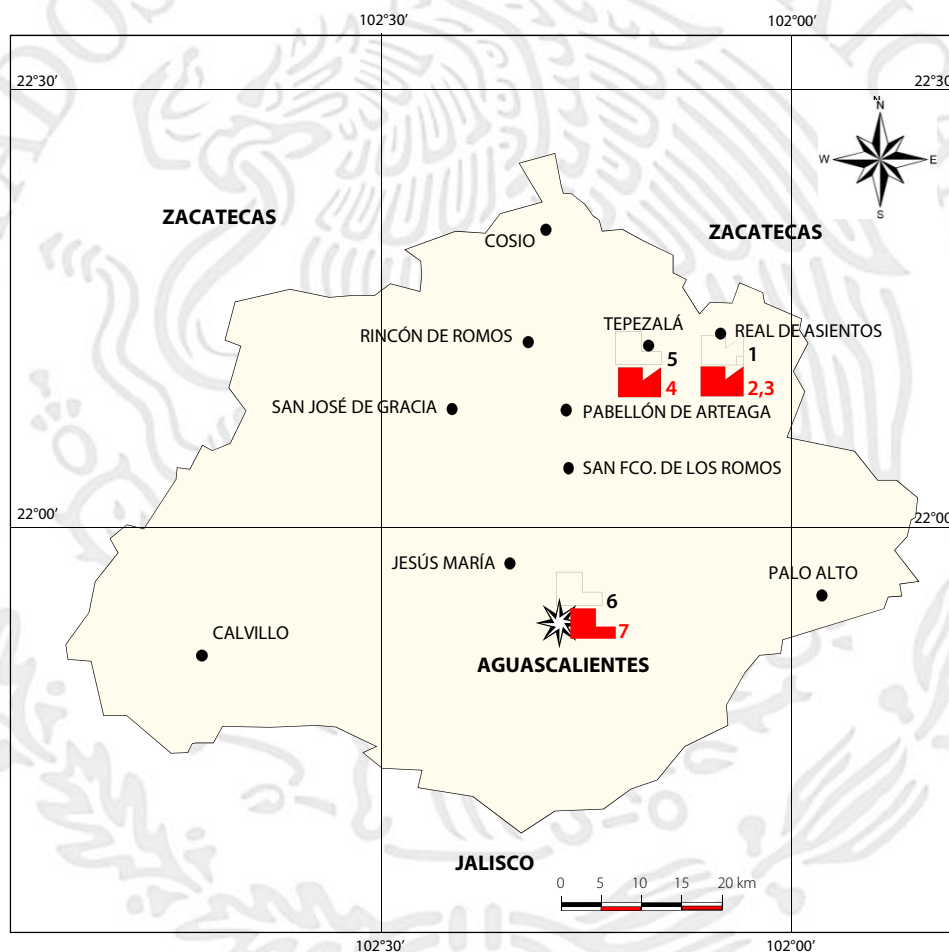 102°30’
102°00’
22°30’
22°30’
N
W
E
S
ZACATECAS
ZACATECAS
COSIO
TEPEZALÁ
REAL DE ASIENTOS
RINCÓN DE ROMOS
5
1
4
2,3
SAN JOSÉ DE GRACIA
PABELLÓN DE ARTEAGA
SAN FCO. DE LOS ROMOS
22°00’
22°00
JESÚS MARÍA
PALO ALTO
6
7
CALVILLO
AGUASCALIENTES
JALISCO
0 5 10 15 20 km
102°30’
102°00’